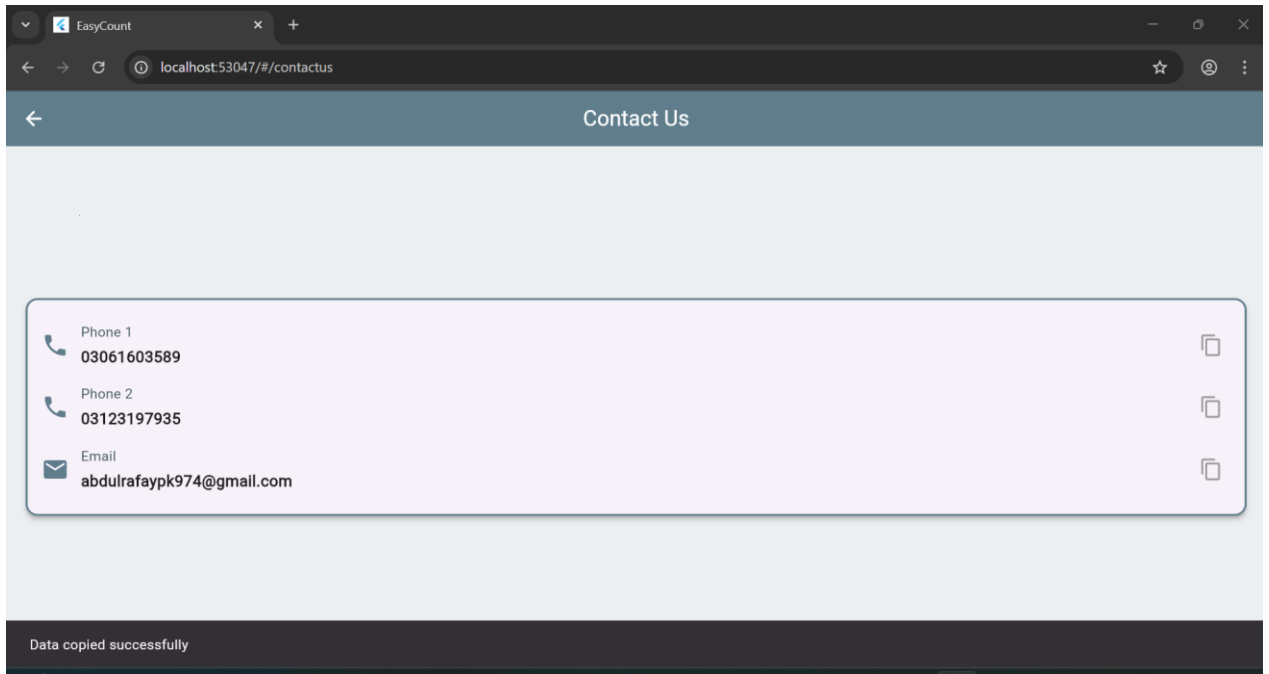 EasyCount
localhost:53047/#/contactus
Contact Us
Phone 1
03061603589
Phone 2
03123197935
Email
abdulrafaypk974@gmail.com
Data copied successfully